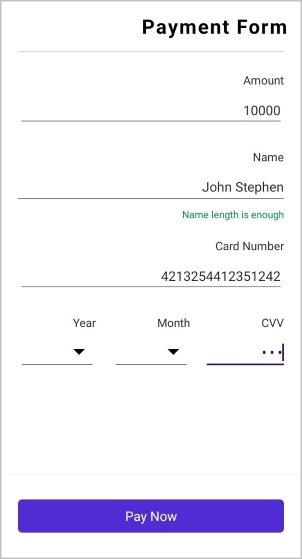 Payment Form
Amount
10000
Name
John Stephen
Name length is enough
Card Number
4213254412351242
Year Month CVV
•••
Pay Now